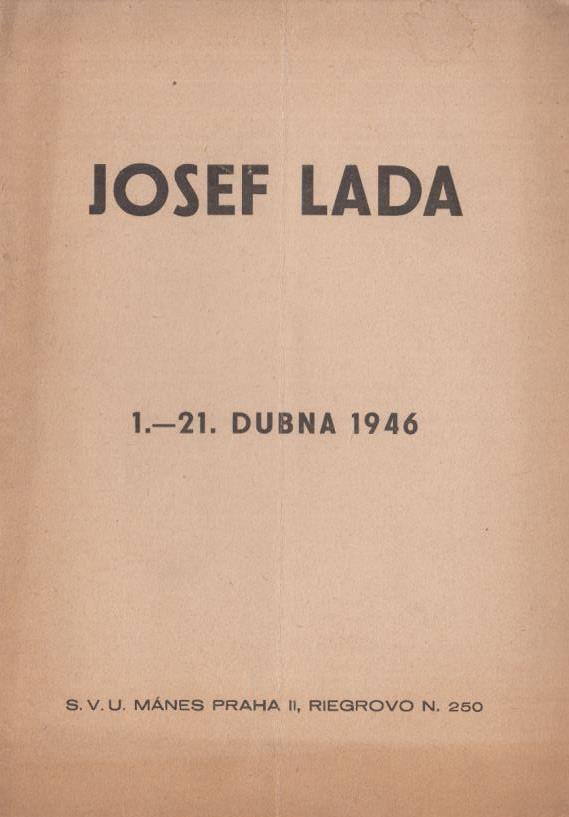 JOSEF LADA
1.—21. DUBNA 1946
S. V. U. MÁNES PRAHA II, RIEGROVO N. 250